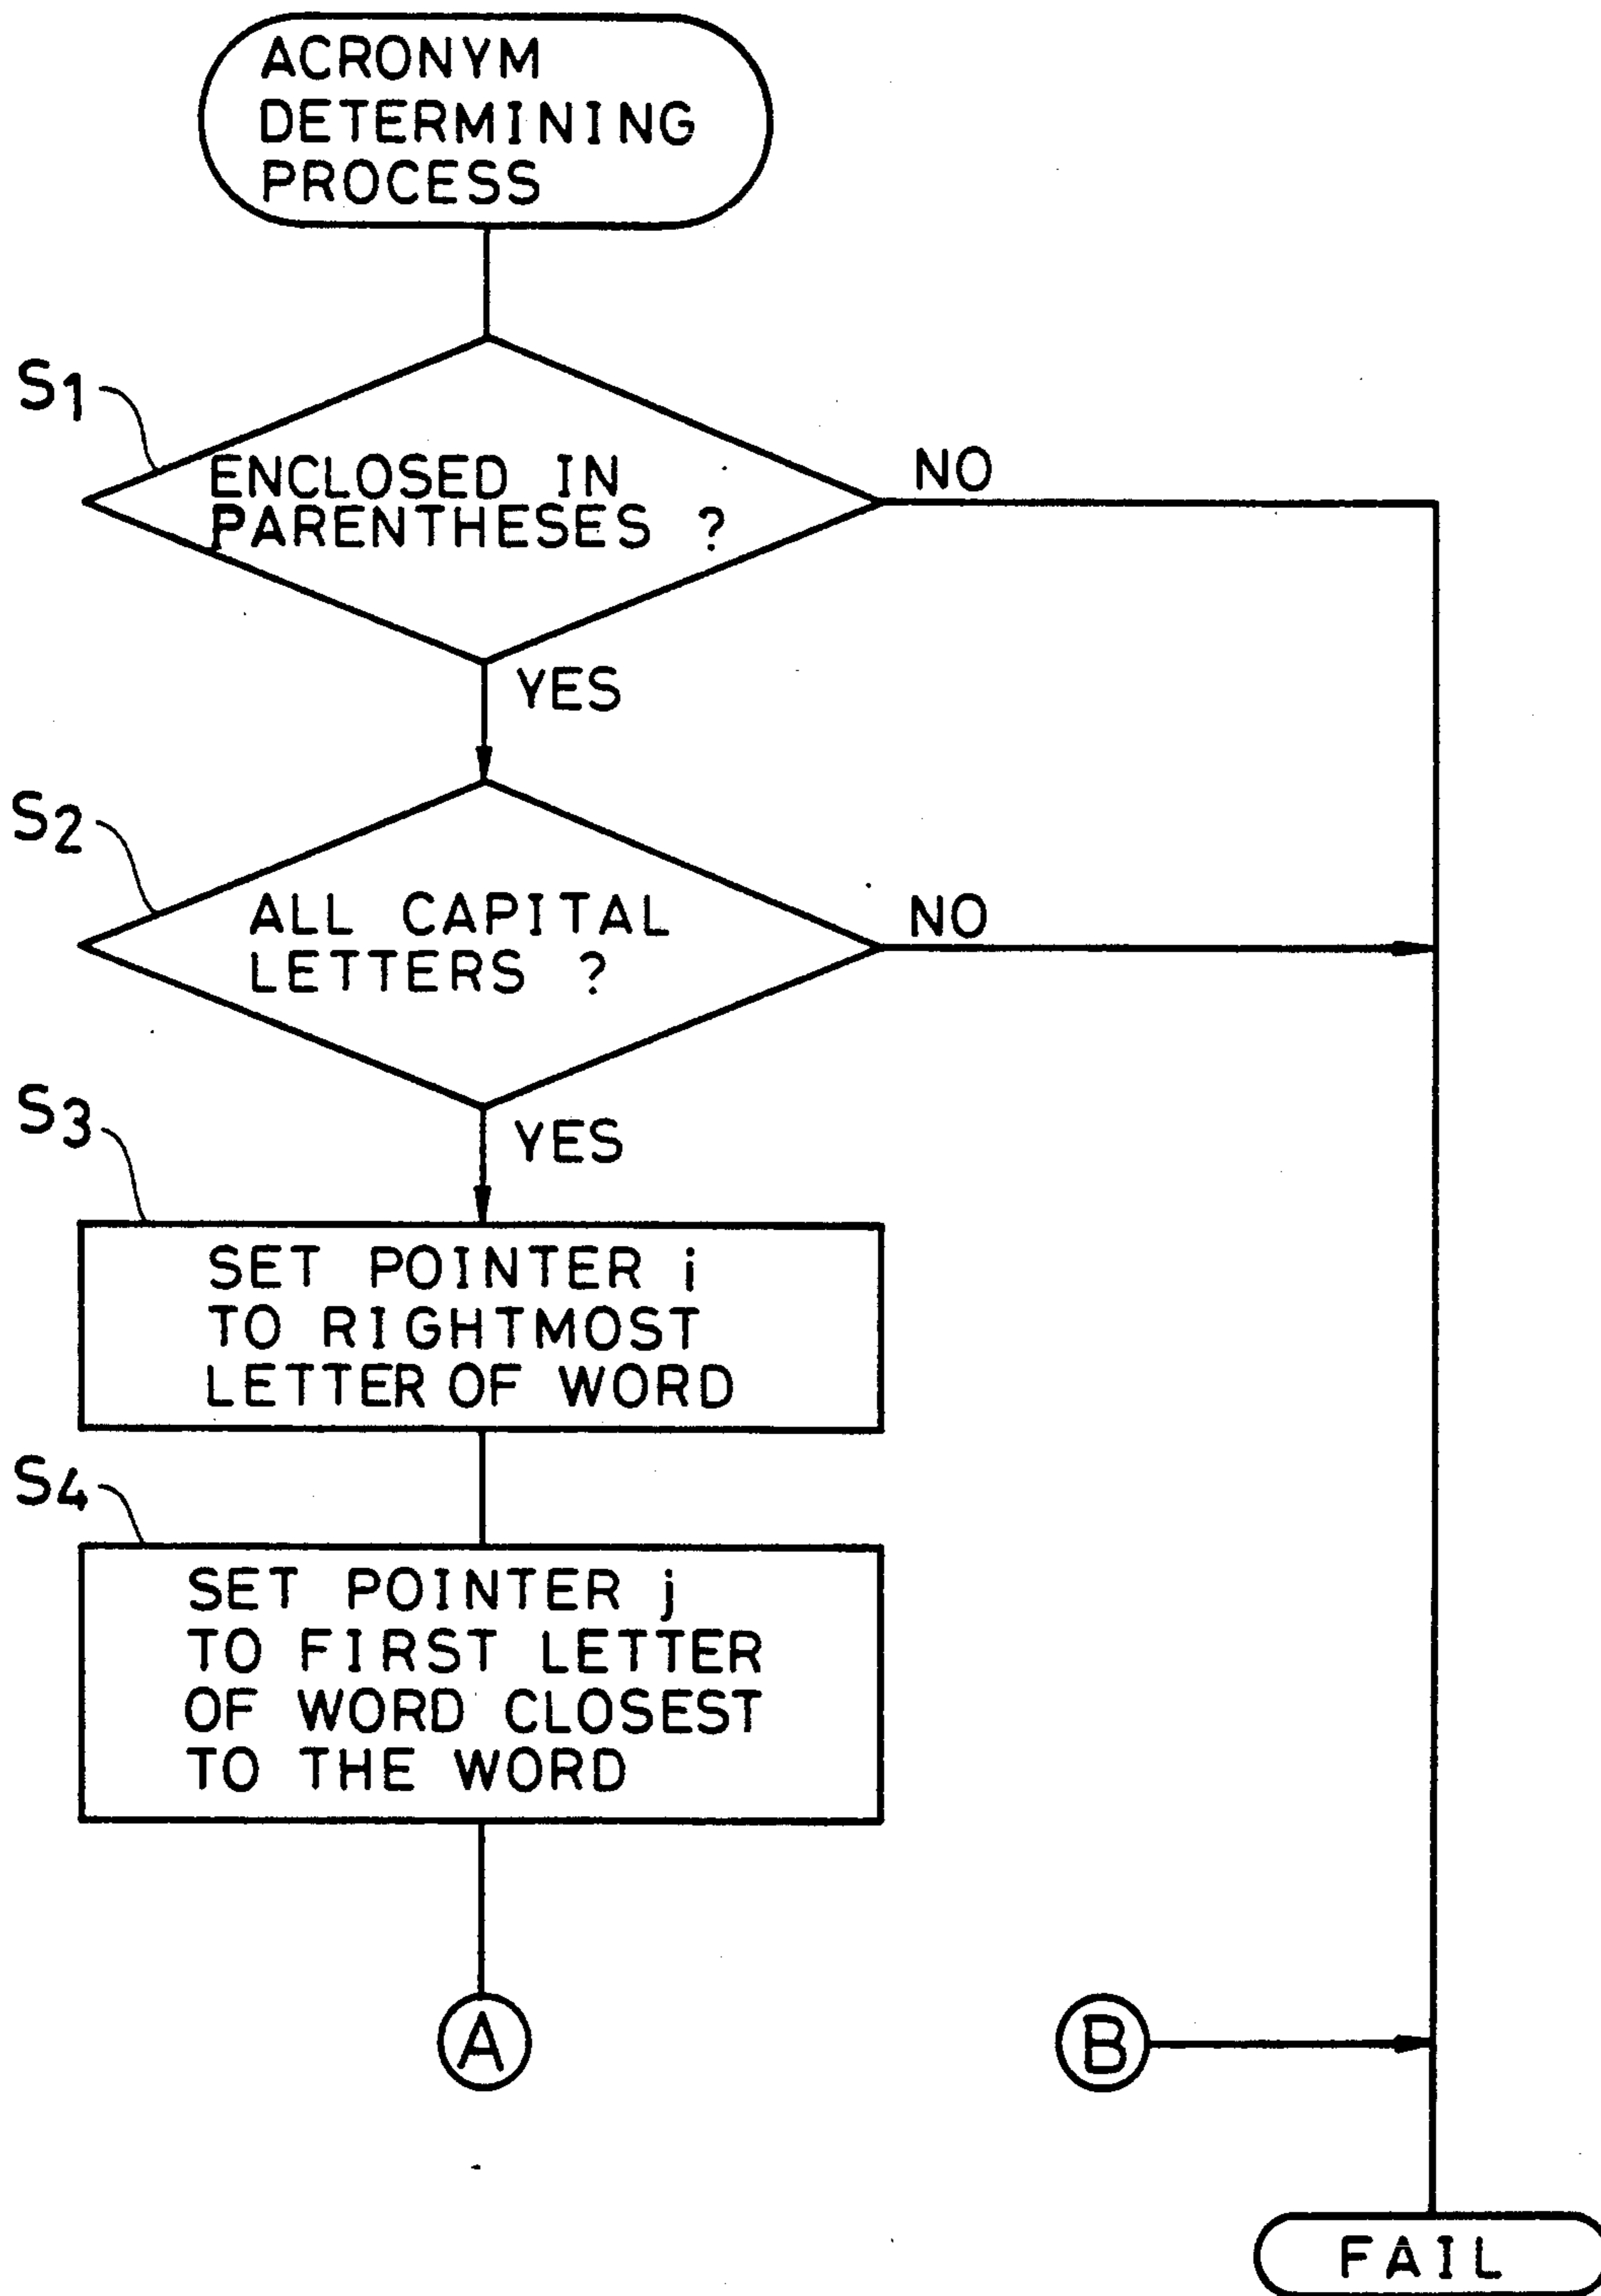 ACRONYM
DETERMINING
PROCESS
S1
ENCLOSED IN
PARENTHESES ?
NO
YES
S2
ALL CAPITAL
LETTERS ?
NO
YES
S3
SET POINTER i
TO RIGHTMOST
LETTER OF WORD
S4
SET POINTER j
TO FIRST LETTER
OF WORD CLOSEST
TO THE WORD
A
B
FAIL